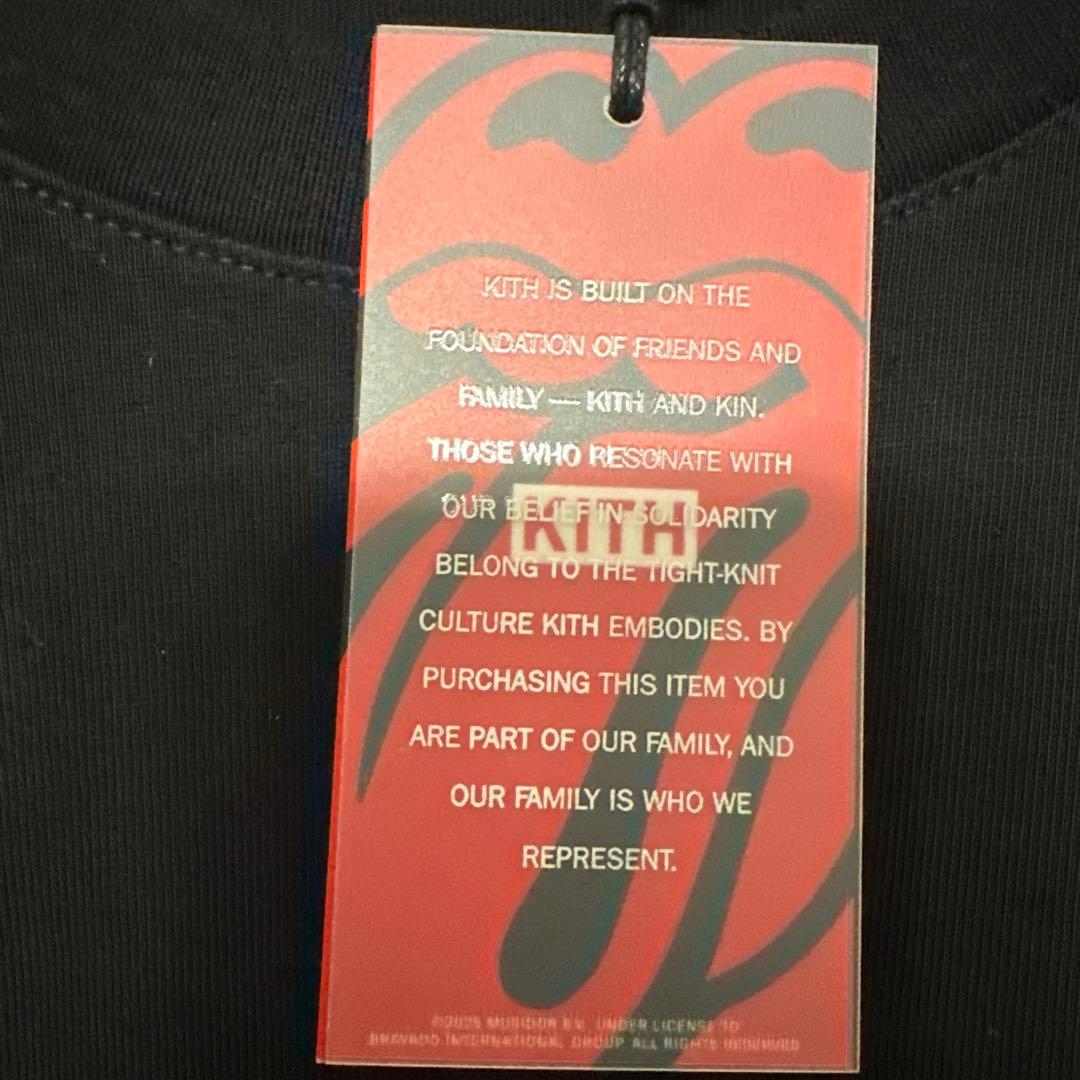 KITH IS BUILT ON THE
FOUNDATION OF FRIENDS AND
FAMILY — KITH AND KIN.
THOSE WHO RESONATE WITH
OUR BELIEF IN SOLIDARITY
KITH
BELONG TO THE TIGHT-KNIT
CULTURE KITH EMBODIES. BY
PURCHASING THIS ITEM YOU
ARE PART OF OUR FAMILY, AND
OUR FAMILY IS WHO WE
REPRESENT.
©2025 MUSIDOR B.V. UNDER LICENSE TO
BRAVADO INTERNATIONAL GROUP ALL RIGHTS RESERVED